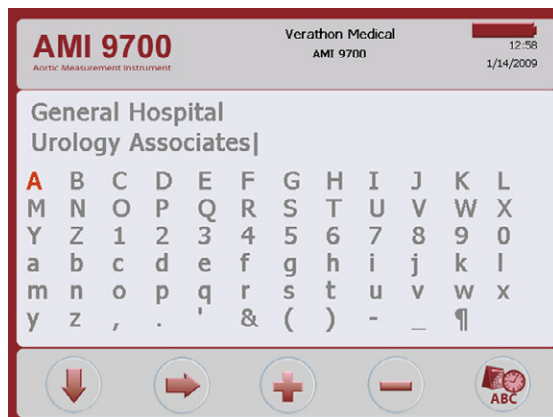 AMI 9700
Aortic Measurement Instrument
Verathon Medical
AMI 9700
12:58
1/14/2009
General Hospital
Urology Associates|
A B C D E F G H I J K L
M N O P Q R S T U V W X
Y Z 1 2 3 4 5 6 7 8 9 0
a b c d e f g h i j k l
m n o p q r s t u v w x
y z , . ' & ( ) - _ ¶
ABC